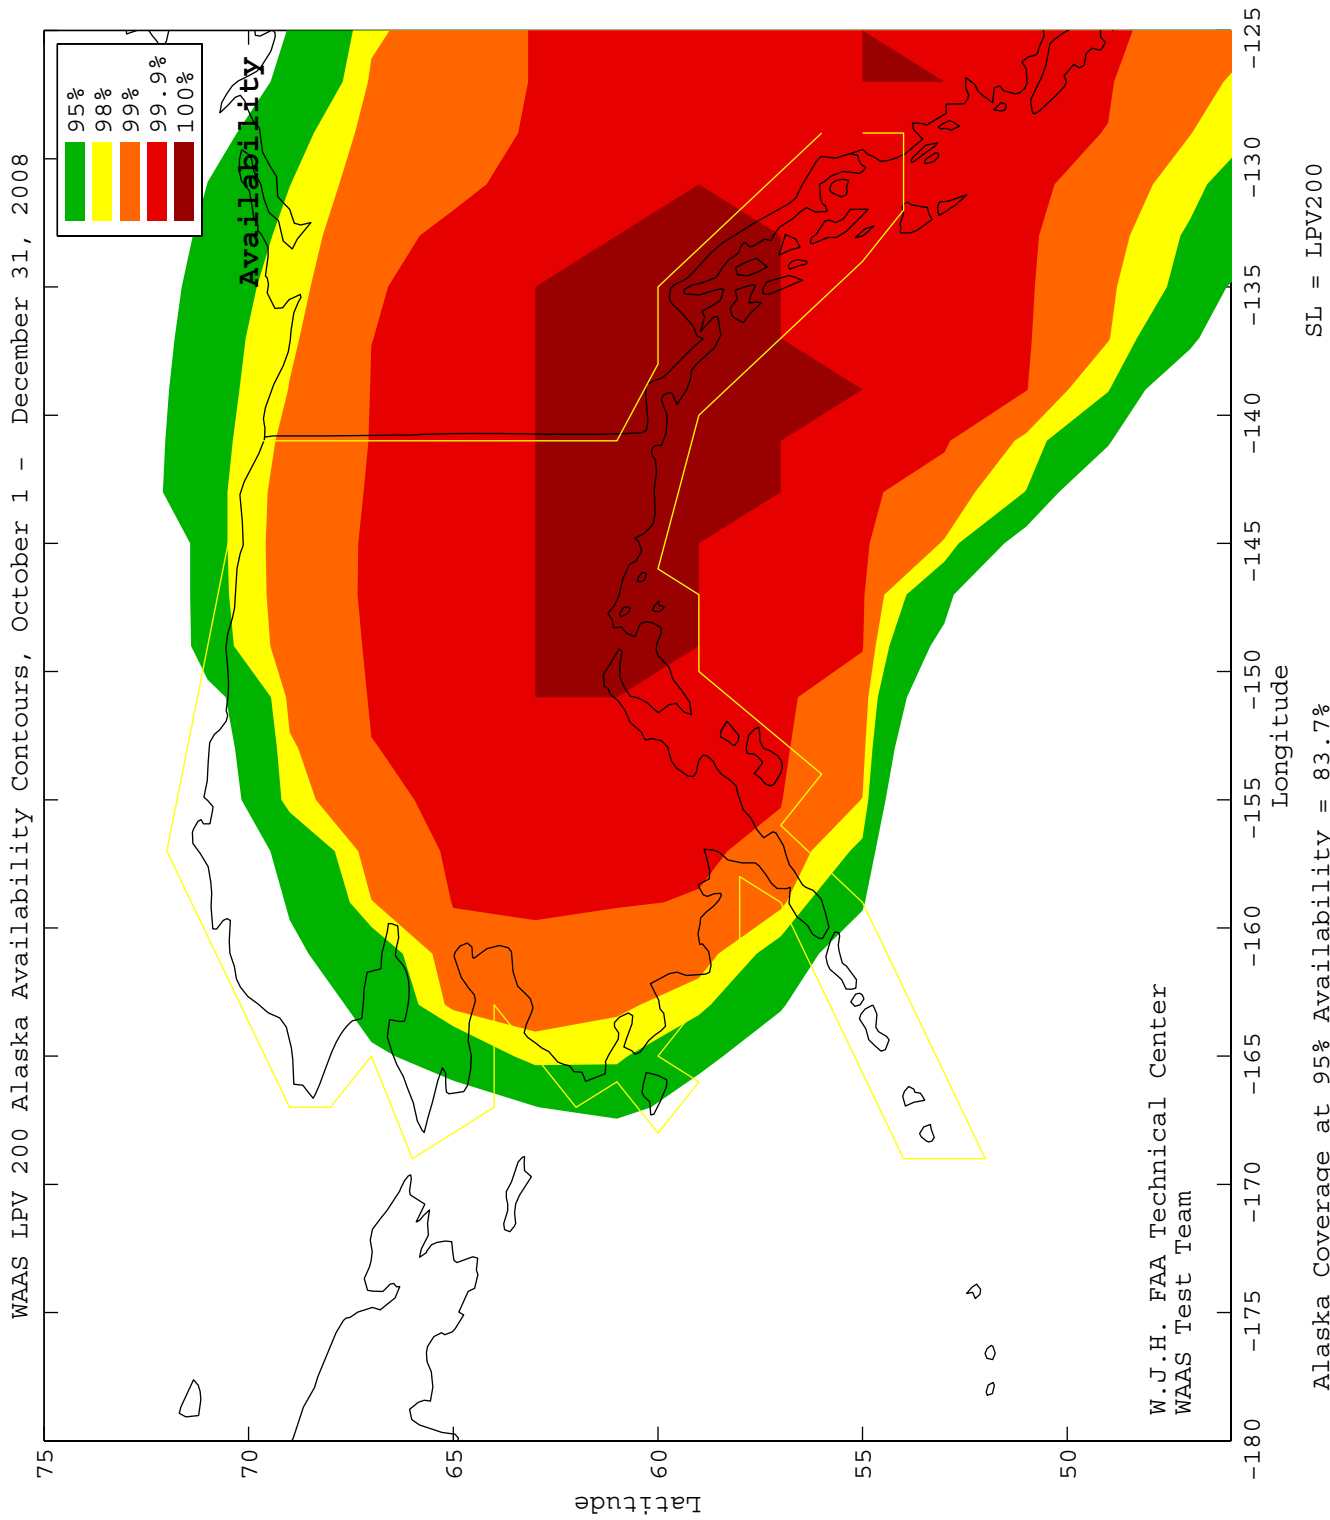 WAAS LPV 200 Alaska Availability Contours, October 1 - December 31, 2008
95%
98%
99%
99.9%
100%
Availability
Latitude
75
70
65
60
55
50
W.J.H. FAA Technical Center
WAAS Test Team
-180
-175
-170
-165
-160
-155
-150
-145
-140
-135
-130
-125
Longitude
SL = LPV200
Alaska Coverage at 95% Availability = 83.7%